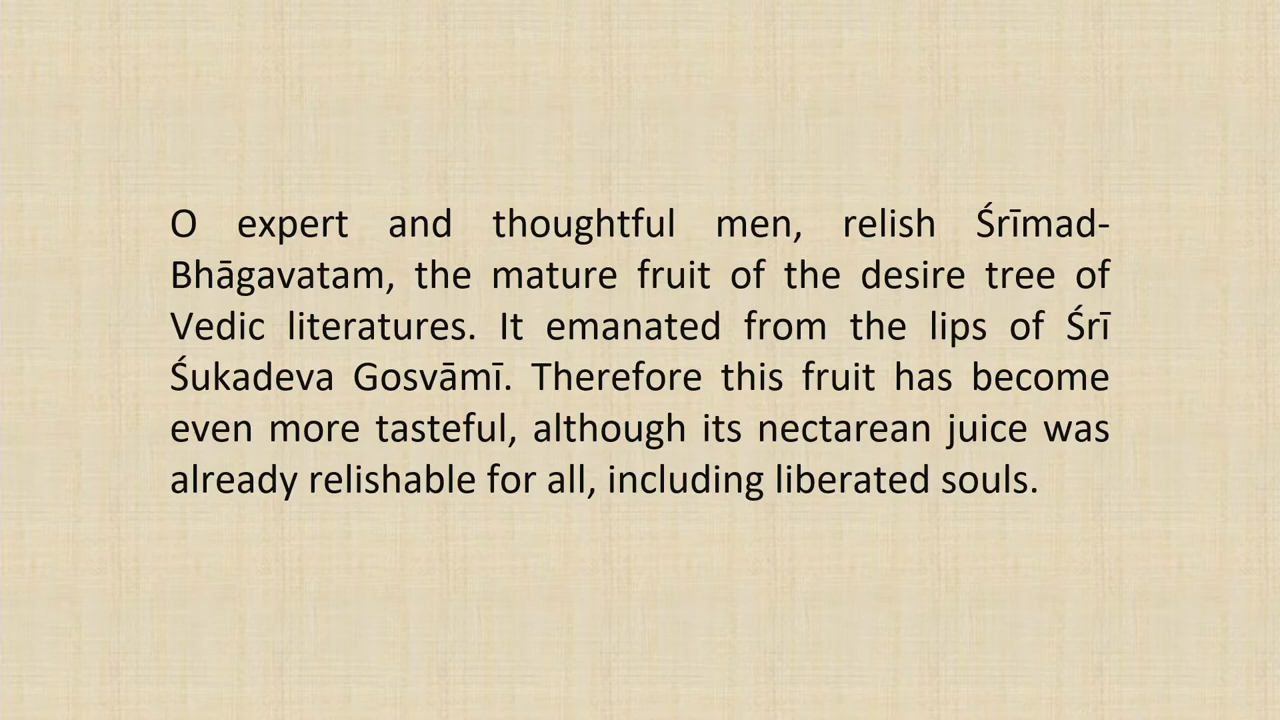 O expert and thoughtful men, relish Śrīmad-
Bhāgavatam, the mature fruit of the desire tree of
Vedic literatures. It emanated from the lips of Śrī
Śukadeva Gosvāmī. Therefore this fruit has become
even more tasteful, although its nectarean juice was
already relishable for all, including liberated souls.